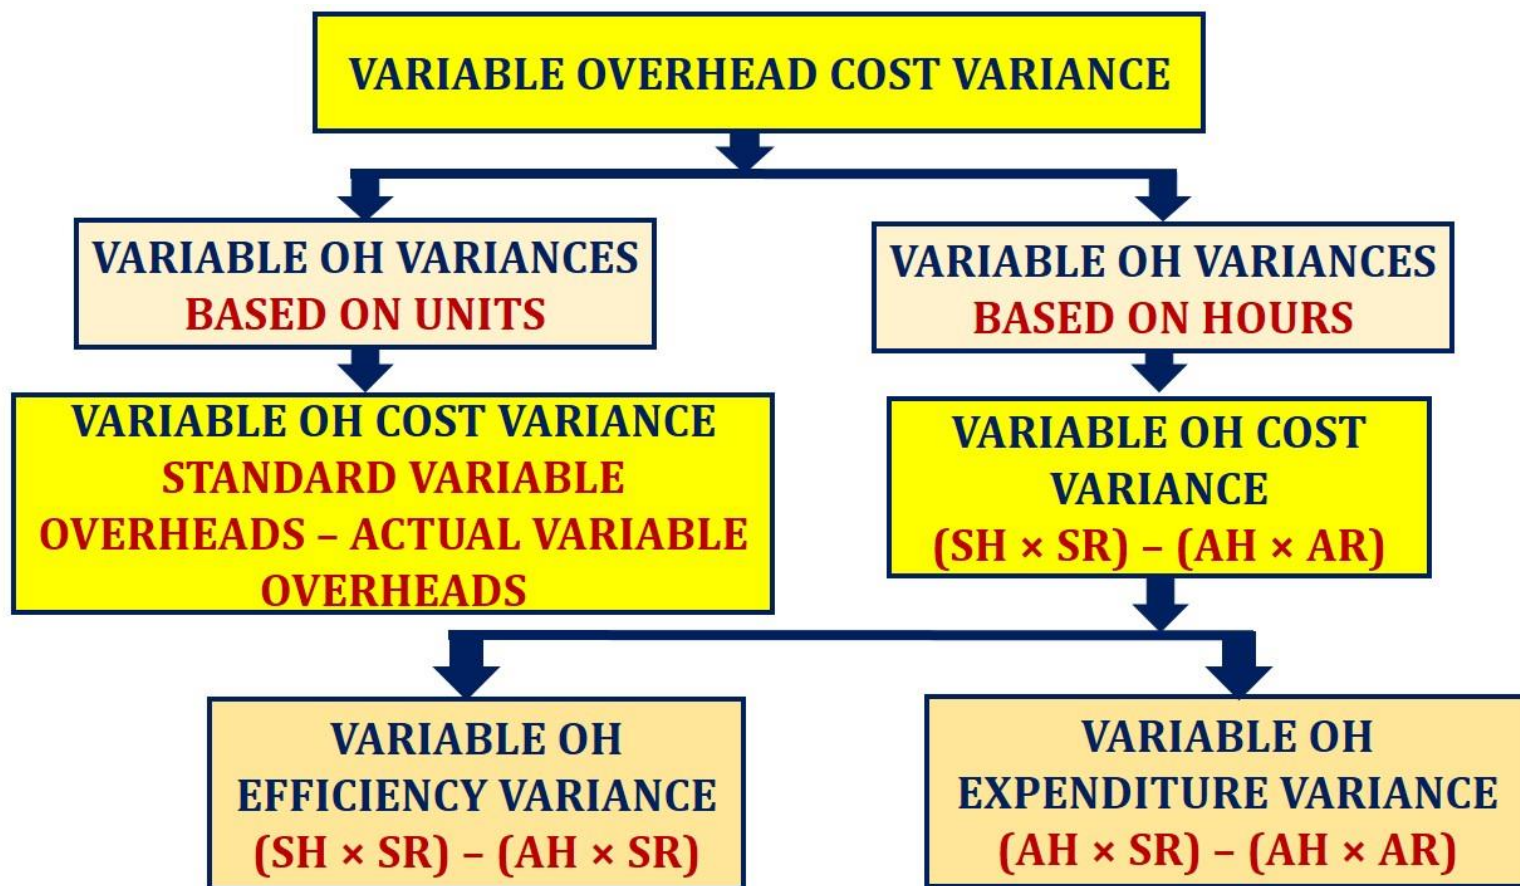 VARIABLE OVERHEAD COST VARIANCE
VARIABLE OH VARIANCES
BASED ON UNITS
VARIABLE OH VARIANCES
BASED ON HOURS
VARIABLE OH COST VARIANCE
STANDARD VARIABLE
OVERHEADS – ACTUAL VARIABLE
OVERHEADS
VARIABLE OH COST
VARIANCE
(SH × SR) – (AH × AR)
VARIABLE OH
EFFICIENCY VARIANCE
(SH × SR) – (AH × SR)
VARIABLE OH
EXPENDITURE VARIANCE
(AH × SR) – (AH × AR)